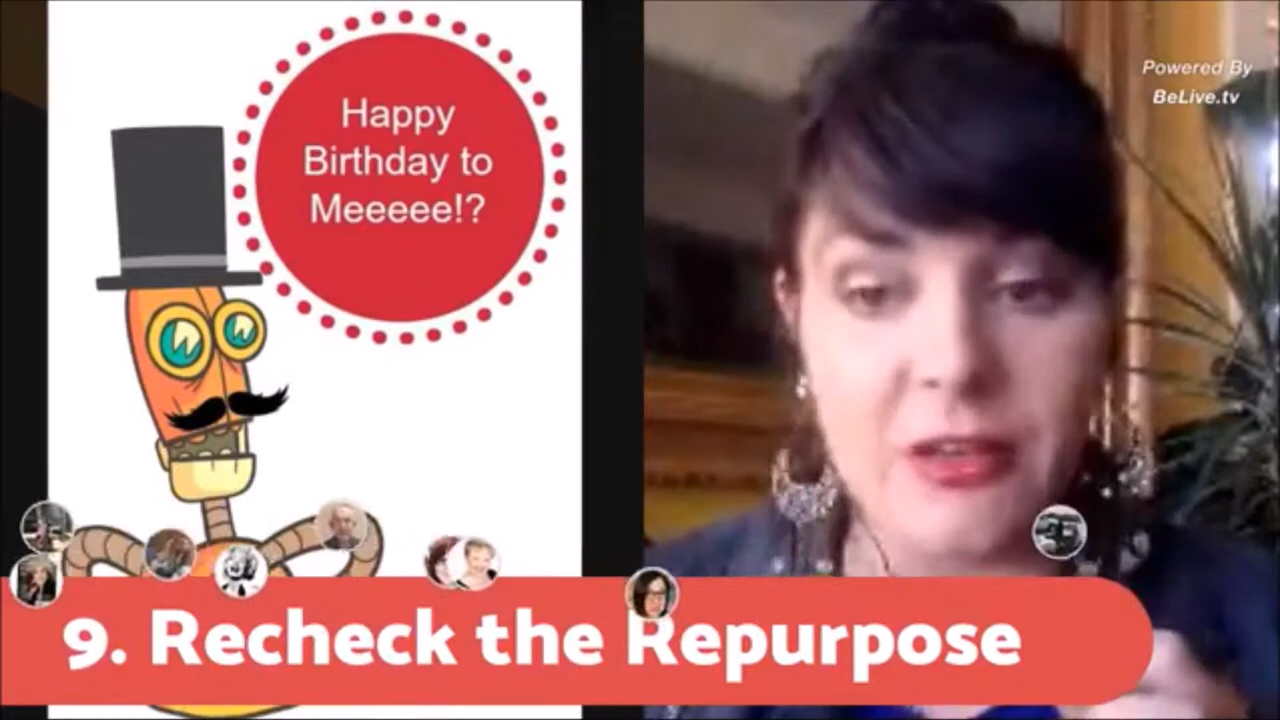 Happy
Birthday to
Meeeee!?
Powered By
BeLive.tv
9. Recheck the Repurpose